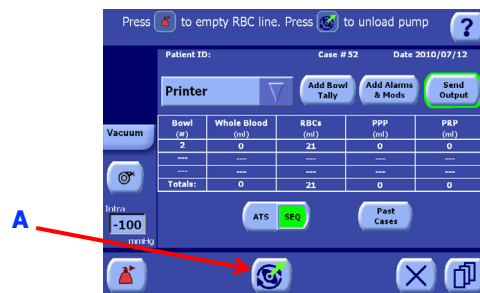 Press to empty RBC line. Press to unload pump ?
Patient ID: Case # 52 Date 2010/07/12
Printer Add Bowl Tally Add Alarms & Mods Send Output
Vacuum
Bowl (#) Whole Blood (ml) RBCs (ml) PPP (ml) PRP (ml)
2 0 21 0 0
--- --- --- --- ---
--- --- --- --- ---
Totals: 0 21 0 0
Intra
-100
mmHg
ATS SEQ Past Cases
A